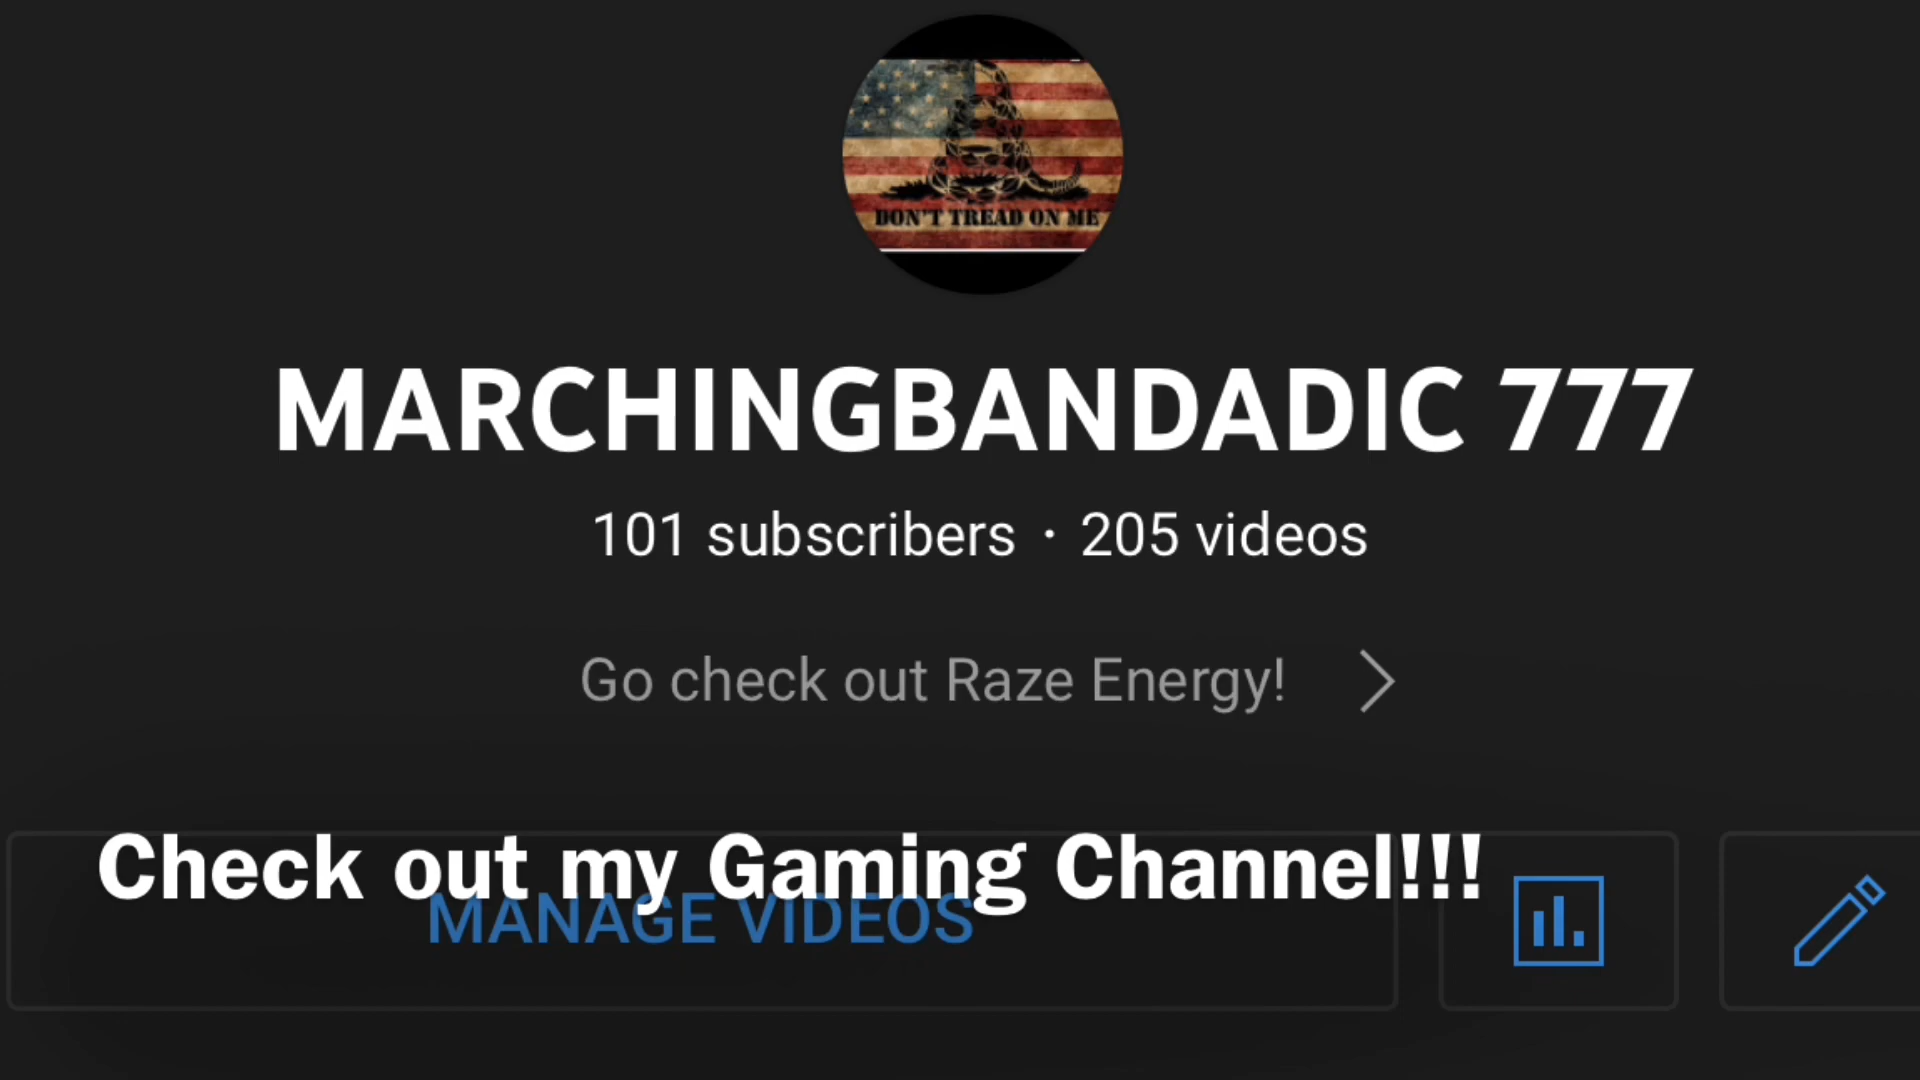 DON'T TREAD ON ME
MARCHINGBANDADIC 777
101 subscribers · 205 videos
Go check out Raze Energy!
Check out my Gaming Channel!!!
MANAGE VIDEOS